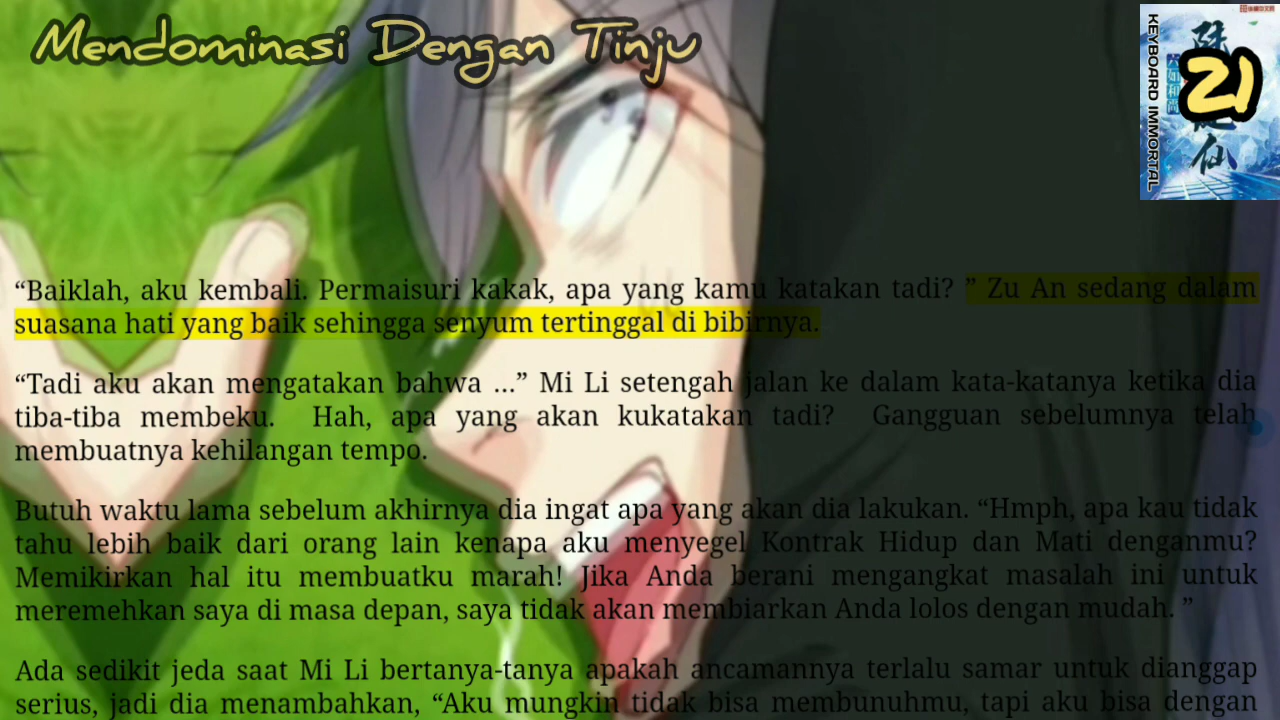 Mendominasi Dengan Tinju
KEYBOARD IMMORTAL
21
仙
“Baiklah, aku kembali. Permaisuri kakak, apa yang kamu katakan tadi? ” Zu An sedang dalam
suasana hati yang baik sehingga senyum tertinggal di bibirnya.
“Tadi aku akan mengatakan bahwa ...” Mi Li setengah jalan ke dalam kata-katanya ketika dia
tiba-tiba membeku. Hah, apa yang akan kukatakan tadi? Gangguan sebelumnya telah
membuatnya kehilangan tempo.
Butuh waktu lama sebelum akhirnya dia ingat apa yang akan dia lakukan. “Hmph, apa kau tidak
tahu lebih baik dari orang lain kenapa aku menyegel Kontrak Hidup dan Mati denganmu?
Memikirkan hal itu membuatku marah! Jika Anda berani mengangkat masalah ini untuk
meremehkan saya di masa depan, saya tidak akan membiarkan Anda lolos dengan mudah. ”
Ada sedikit jeda saat Mi Li bertanya-tanya apakah ancamannya terlalu samar untuk dianggap
serius, jadi dia menambahkan, “Aku mungkin tidak bisa membunuhmu, tapi aku bisa dengan